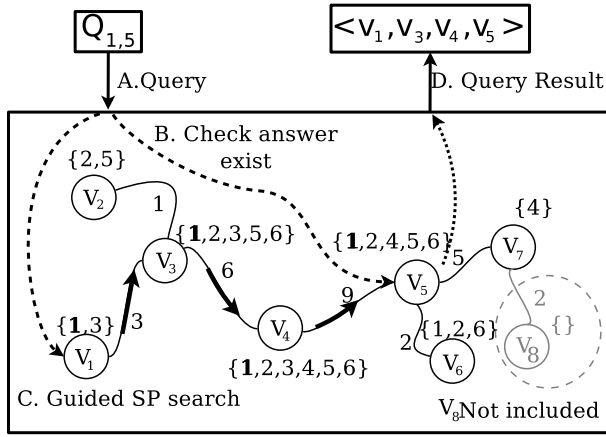 Q1,5
<v1,v3,v4,v5>
A.Query
D. Query Result
B. Check answer
exist
{2,5}
V2
1
{1,2,3,5,6}
{1,2,4,5,6}
{4}
V3
6
V5
5
V7
9
2
{1,3}
3
V4
2
{1,2,6}
V8
{}
V1
V6
{1,2,3,4,5,6}
C. Guided SP search
V8Not included